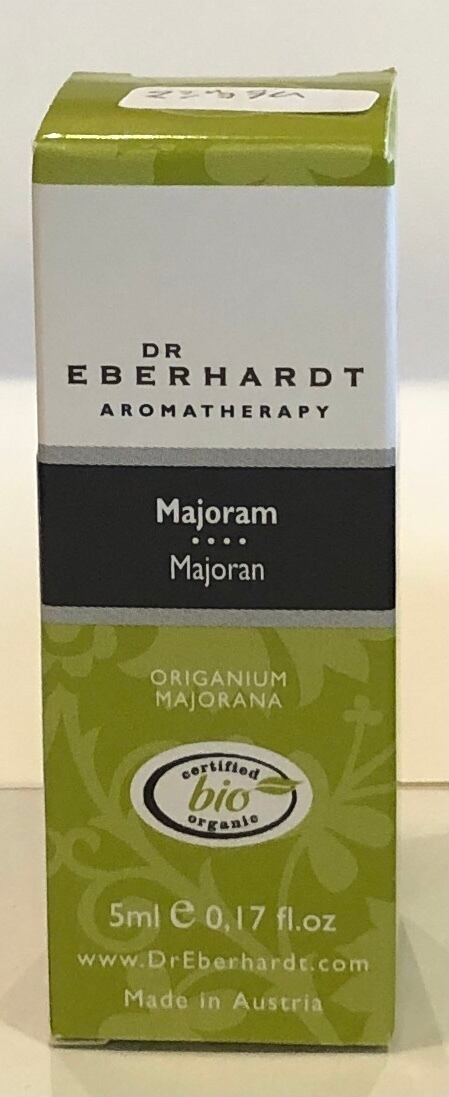 DR
EBERHARDT
AROMATHERAPY
Majoram
Majoran
ORIGANIUM
MAJORANA
certified
bio
organic
5ml e 0,17 fl.oz
www.DrEberhardt.com
Made in Austria